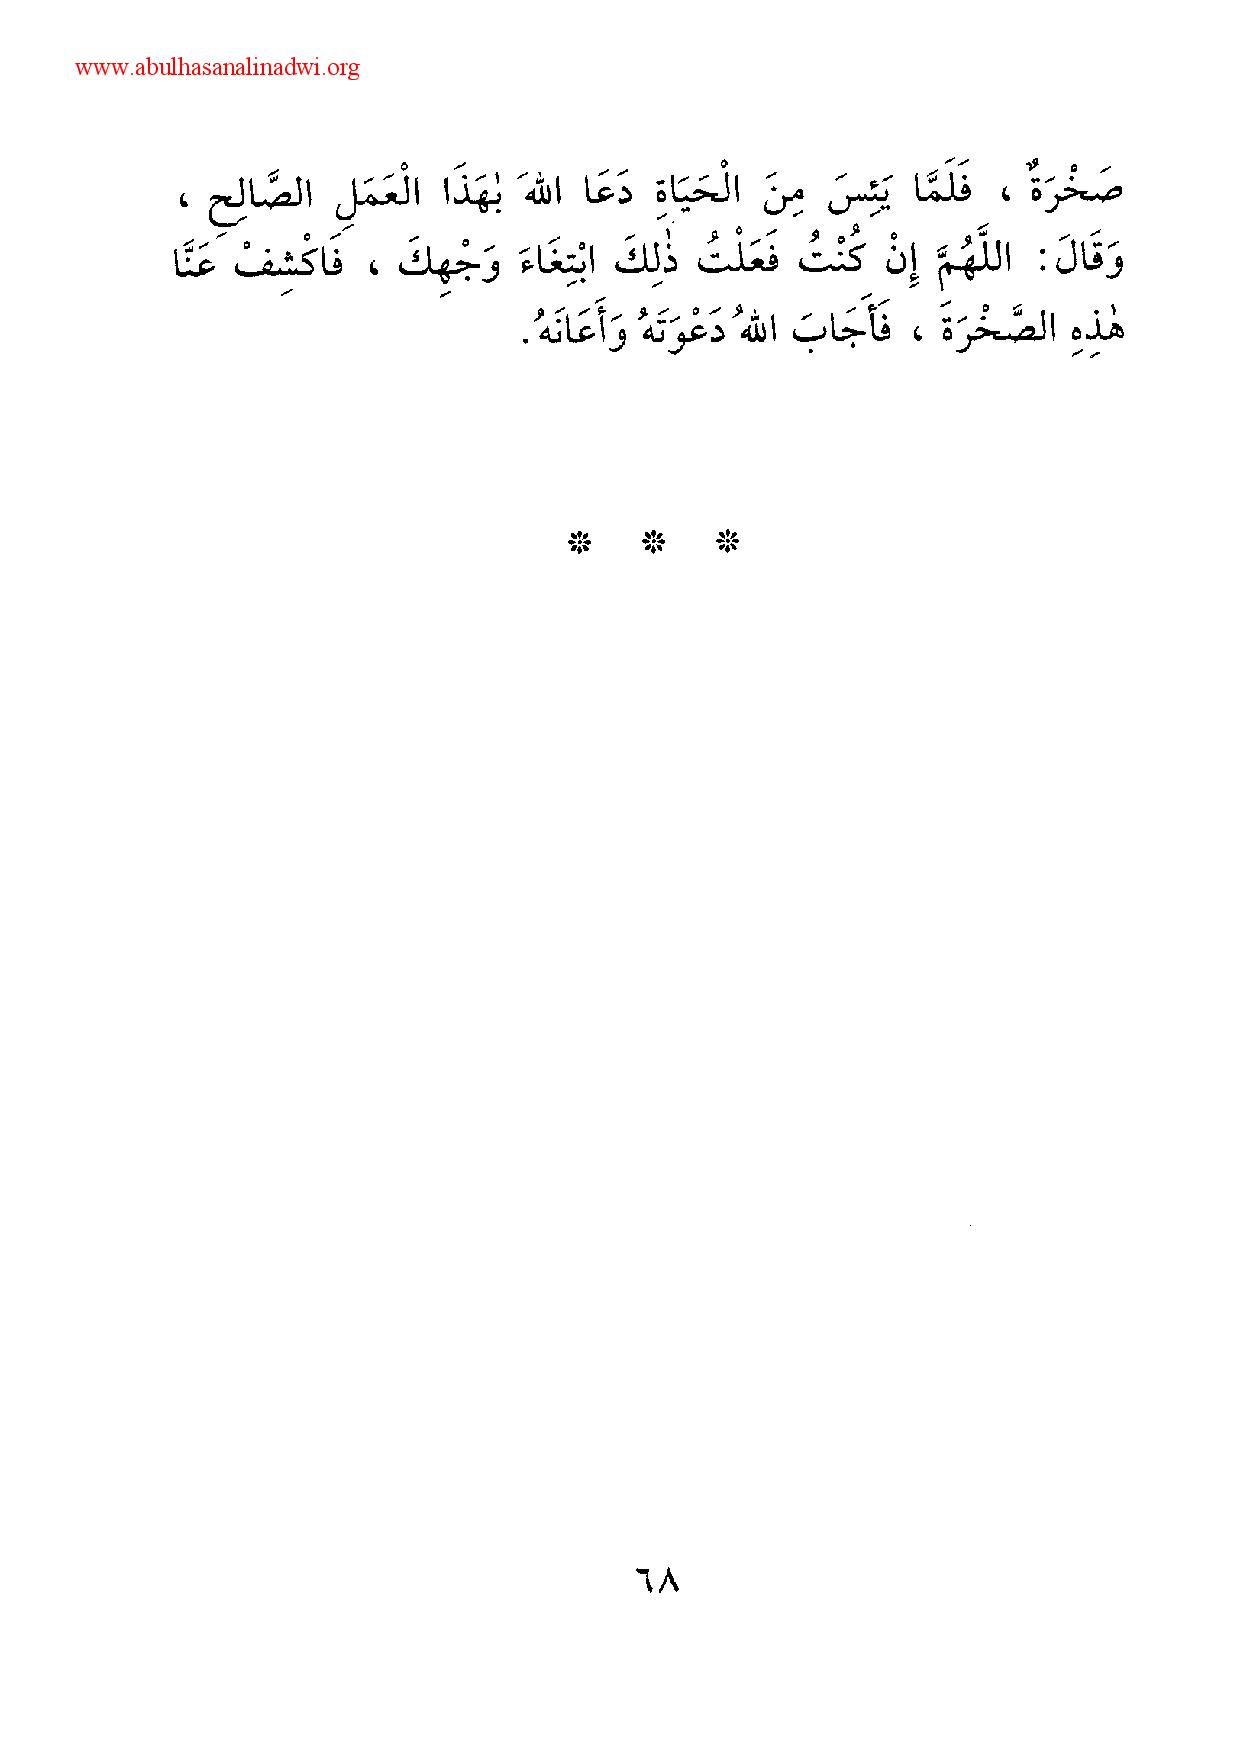 www.abulhasanalinadwi.org
صَخْرَةٌ ، فَلَمَّا يَئِسَ مِنَ الْحَيَاةِ دَعَا اللهَ بِهَذَا الْعَمَلِ الصَّالِحِ ،
وَقَالَ : اللَّهُمَّ إِنْ كُنْتُ فَعَلْتُ ذٰلِكَ ابْتِغَاءَ وَجْهِكَ ، فَاكْشِفْ عَنَّا
هٰذِهِ الصَّخْرَةَ ، فَأَجَابَ اللهُ دَعْوَتَهُ وَأَعَانَهُ.
* * *
٦٨